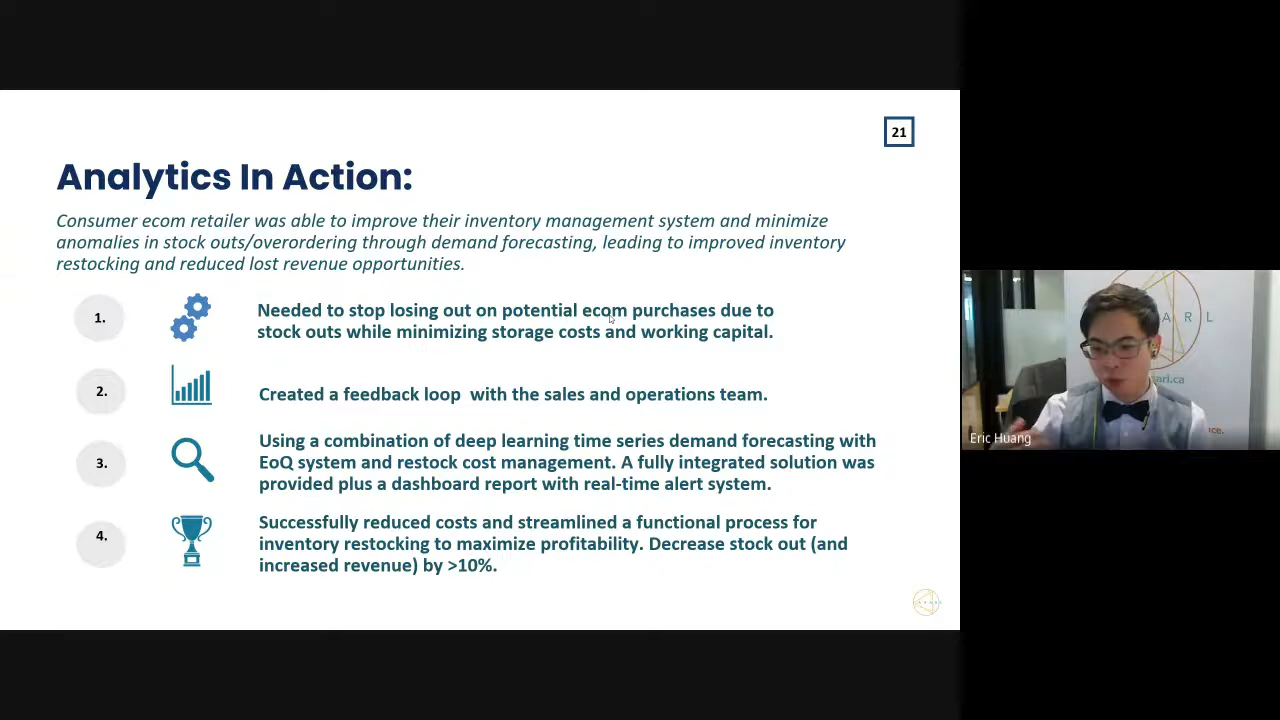 21
Analytics In Action:
Consumer ecom retailer was able to improve their inventory management system and minimize
anomalies in stock outs/overordering through demand forecasting, leading to improved inventory
restocking and reduced lost revenue opportunities.
1.
Needed to stop losing out on potential ecom purchases due to
stock outs while minimizing storage costs and working capital.
2.
Created a feedback loop  with the sales and operations team.
3.
Using a combination of deep learning time series demand forecasting with
EoQ system and restock cost management. A fully integrated solution was
provided plus a dashboard report with real-time alert system.
4.
Successfully reduced costs and streamlined a functional process for
inventory restocking to maximize profitability. Decrease stock out (and
increased revenue) by >10%.
Eric Huang